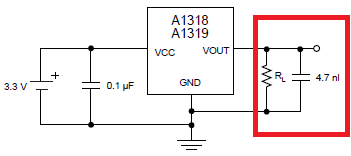 A1318
A1319
VCC
VOUT
GND
3.3 V
+
0.1 µF
RL
4.7 nl